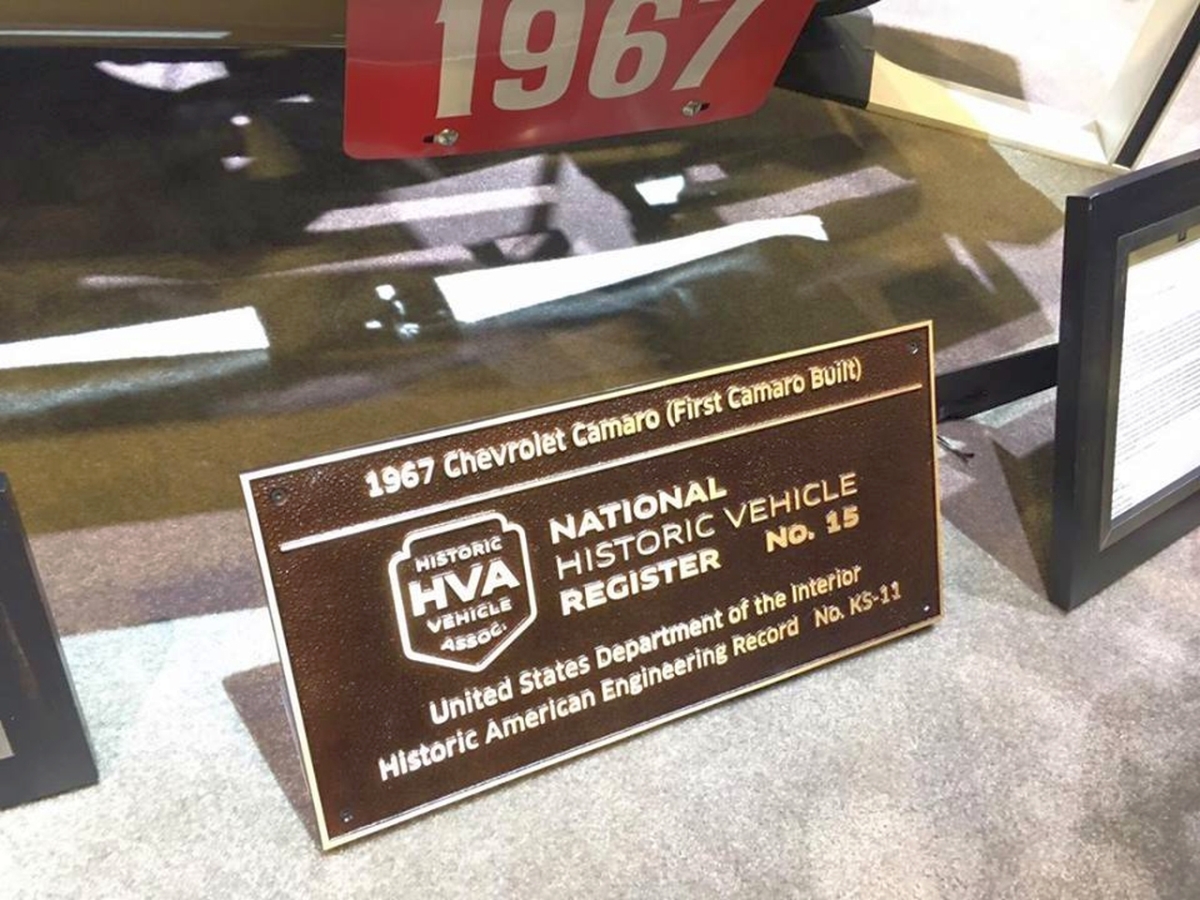 1967
1967 Chevrolet Camaro (First Camaro Built)
HISTORIC
HVA
VEHICLE
ASSOC.
NATIONAL
HISTORIC VEHICLE
REGISTER No. 15
United States Department of the Interior
Historic American Engineering Record No. KS-11